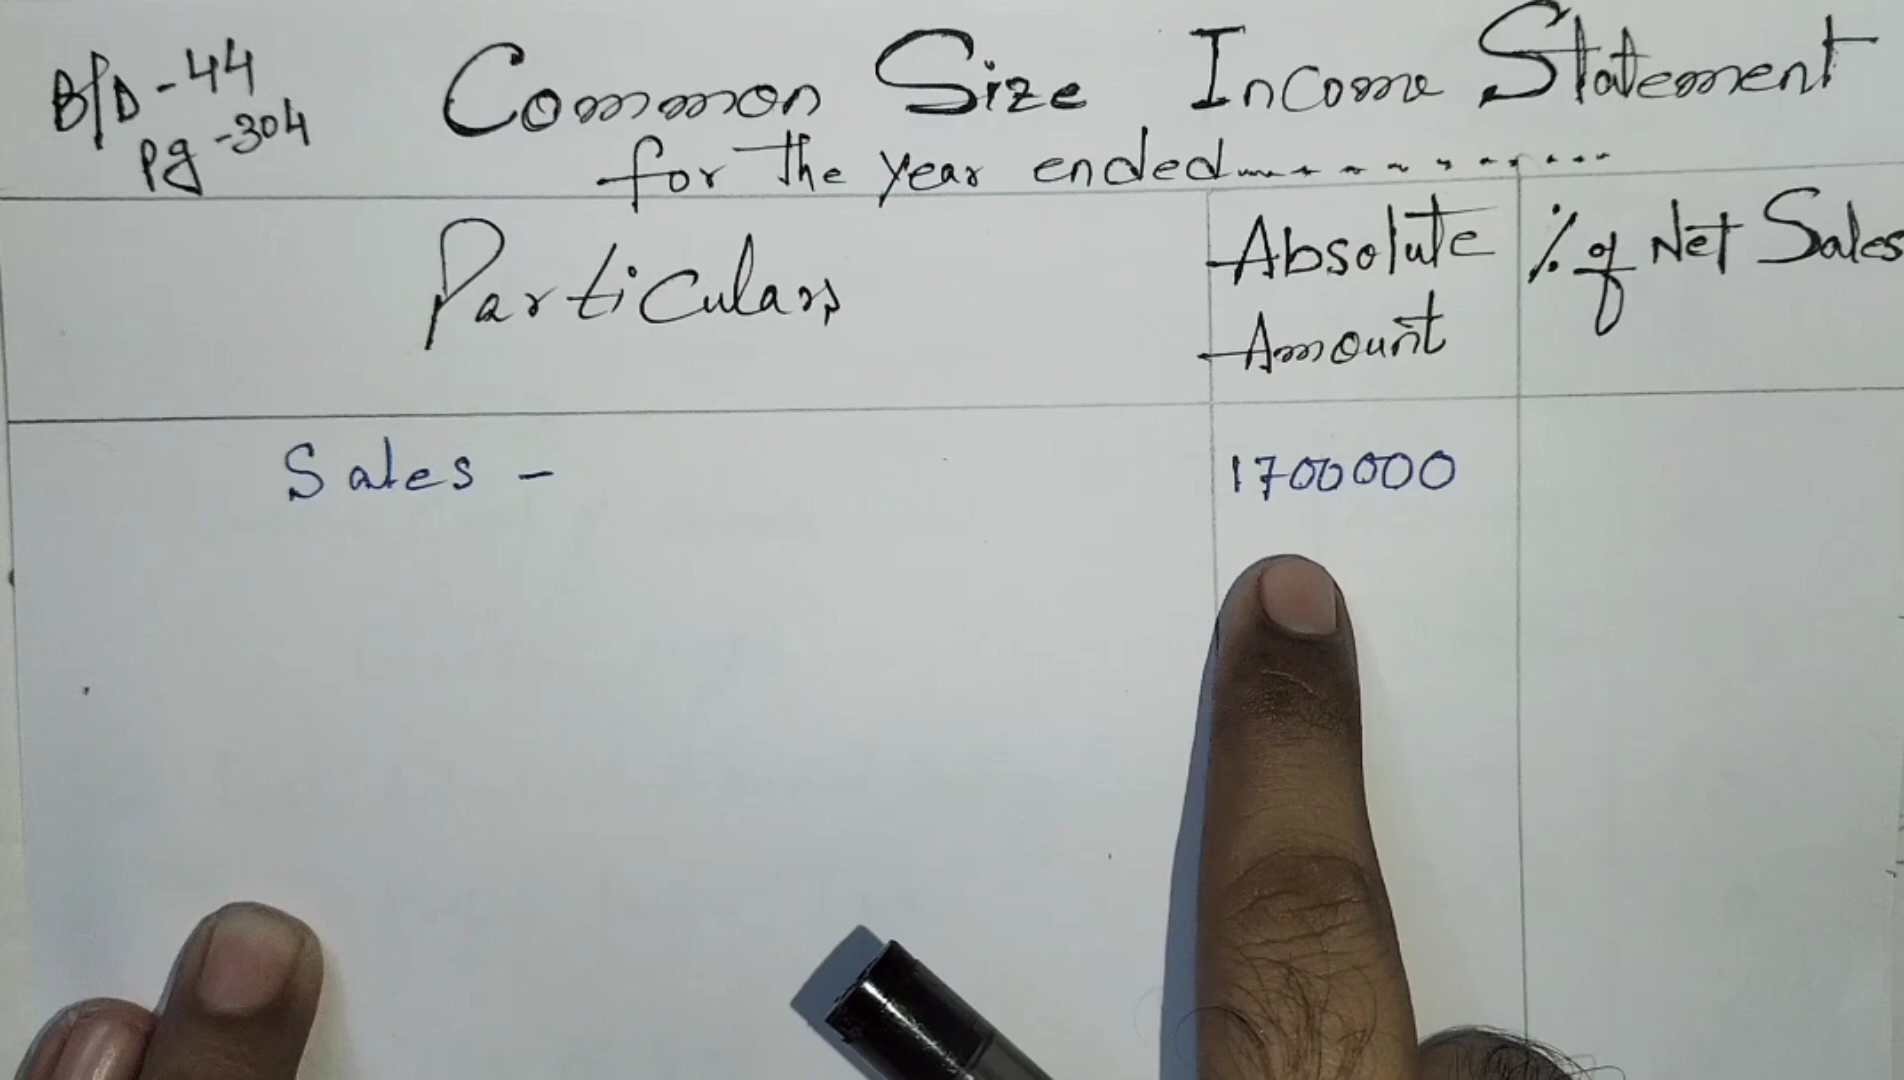 B/D - 44
Pg - 304
Common Size Income Statement
for the year ended............
Particulars
Absolute
Amount
% of Net Sales
Sales -
1700000